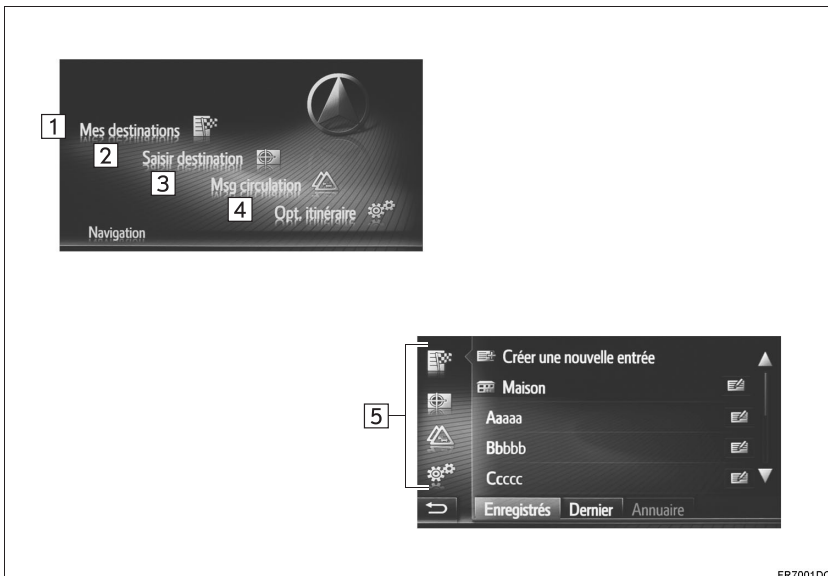 1 Mes destinations
2 Saisir destination
3 Msg circulation
4 Opt. itinéraire
Navigation
5
Créer une nouvelle entrée
Maison
Aaaaa
Bbbbb
Ccccc
Enregistrés Dernier Annuaire